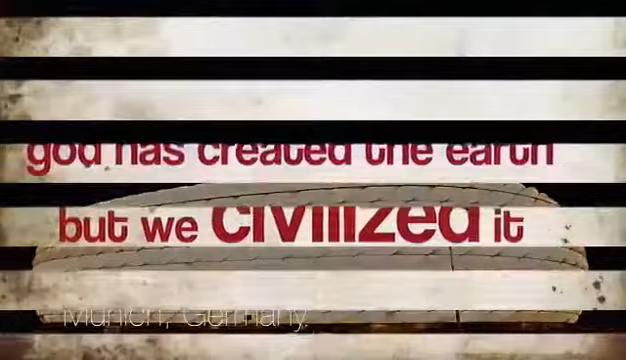 god has created the earth
but we civilized it
Munich, Germany